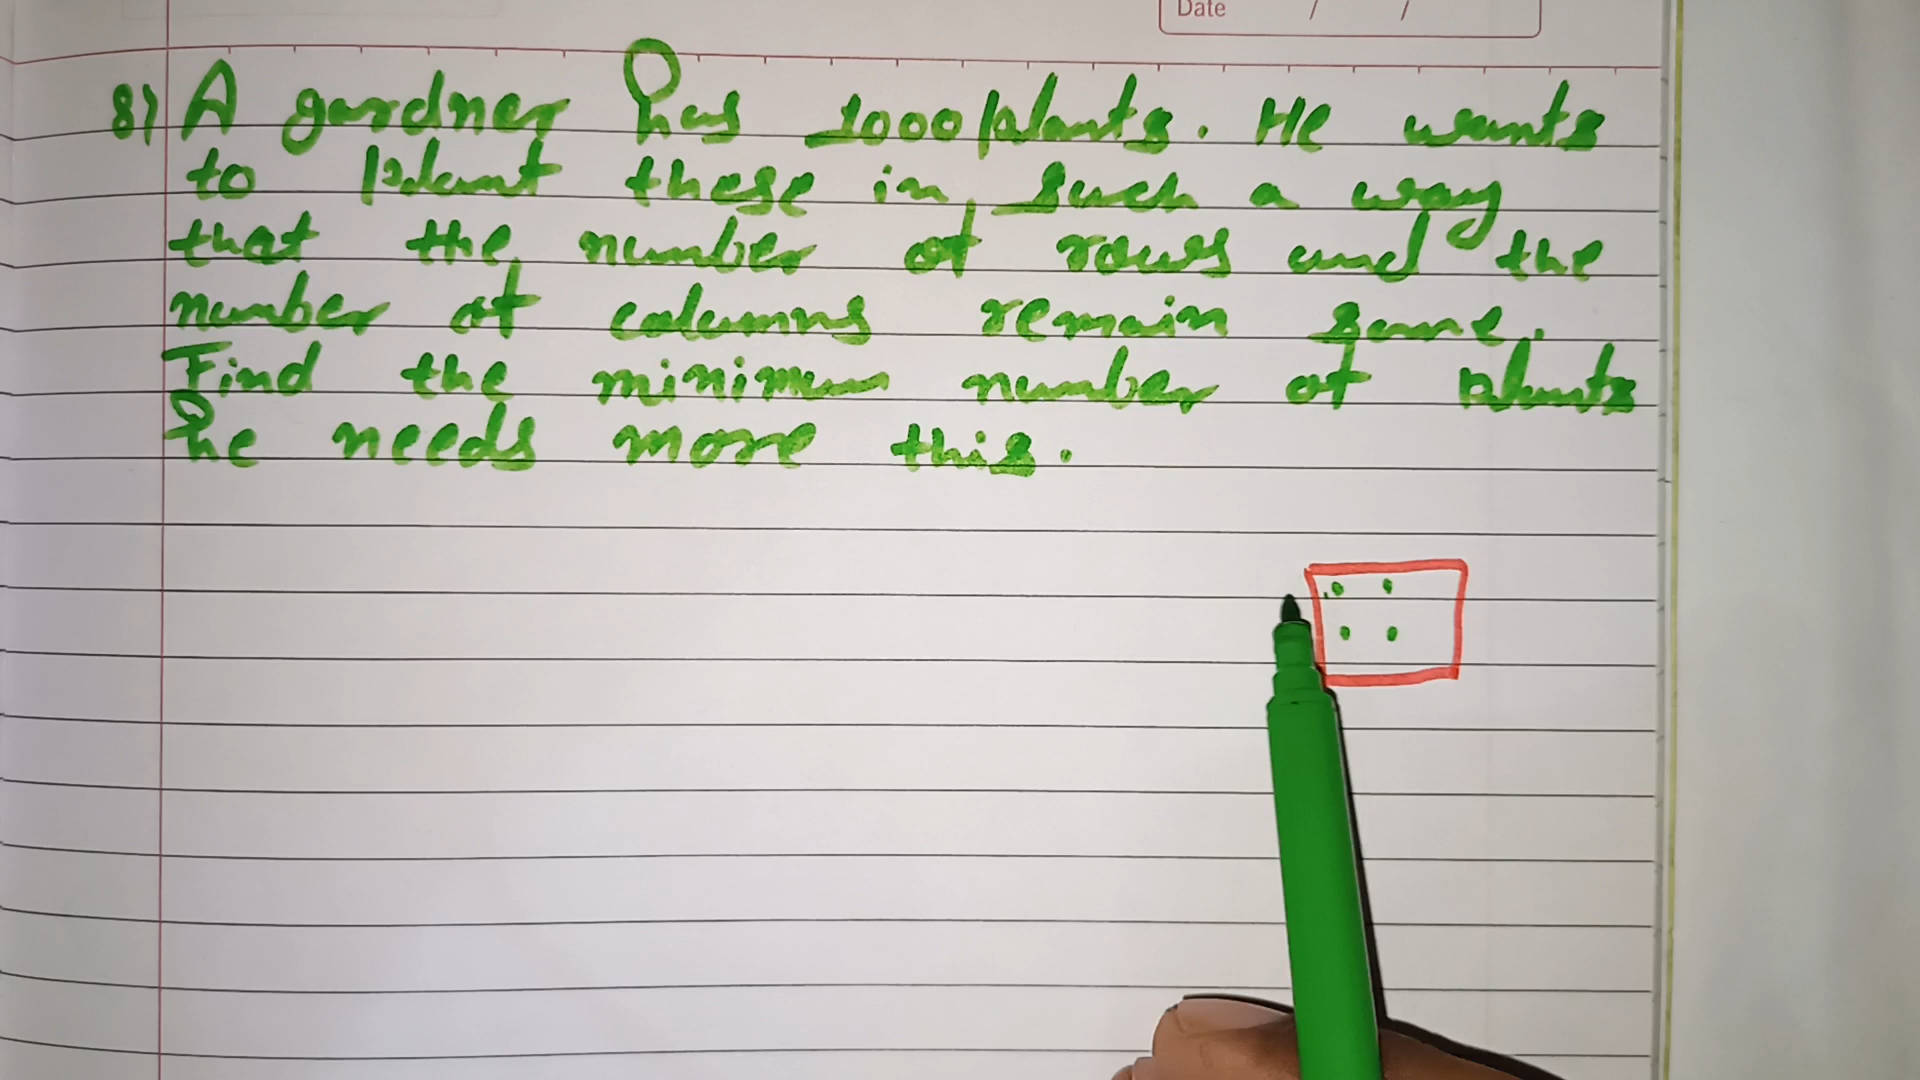 Date / /
8) A gardner has 1000 plants. He wants
to plant these in such a way
that the number of rows and the
number of columns remain same.
Find the minimum number of plants
he needs more this.